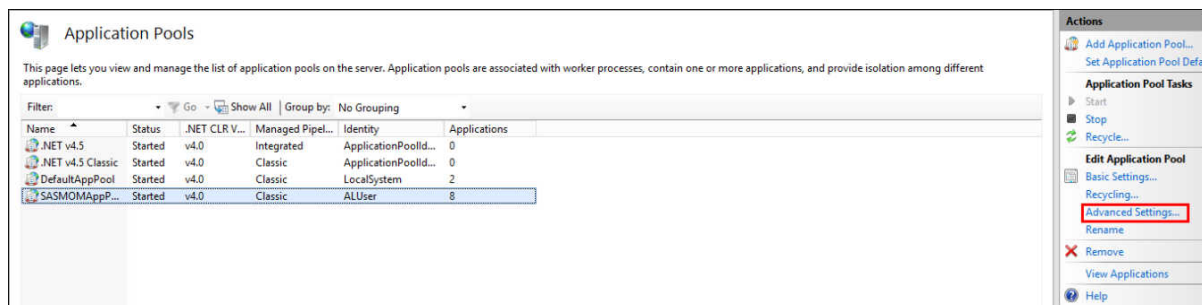 Application Pools
This page lets you view and manage the list of application pools on the server. Application pools are associated with worker processes, contain one or more applications, and provide isolation among different
applications.
Filter: Go Show All Group by: No Grouping
Name Status .NET CLR V... Managed Pipel... Identity Applications
.NET v4.5 Started v4.0 Integrated ApplicationPoolId... 0
.NET v4.5 Classic Started v4.0 Classic ApplicationPoolId... 0
DefaultAppPool Started v4.0 Classic LocalSystem 2
SASMOMAppP... Started v4.0 Classic ALUser 8
Actions
Add Application Pool...
Set Application Pool Defa
Application Pool Tasks
Start
Stop
Recycle...
Edit Application Pool
Basic Settings...
Recycling...
Advanced Settings...
Rename
Remove
View Applications
Help